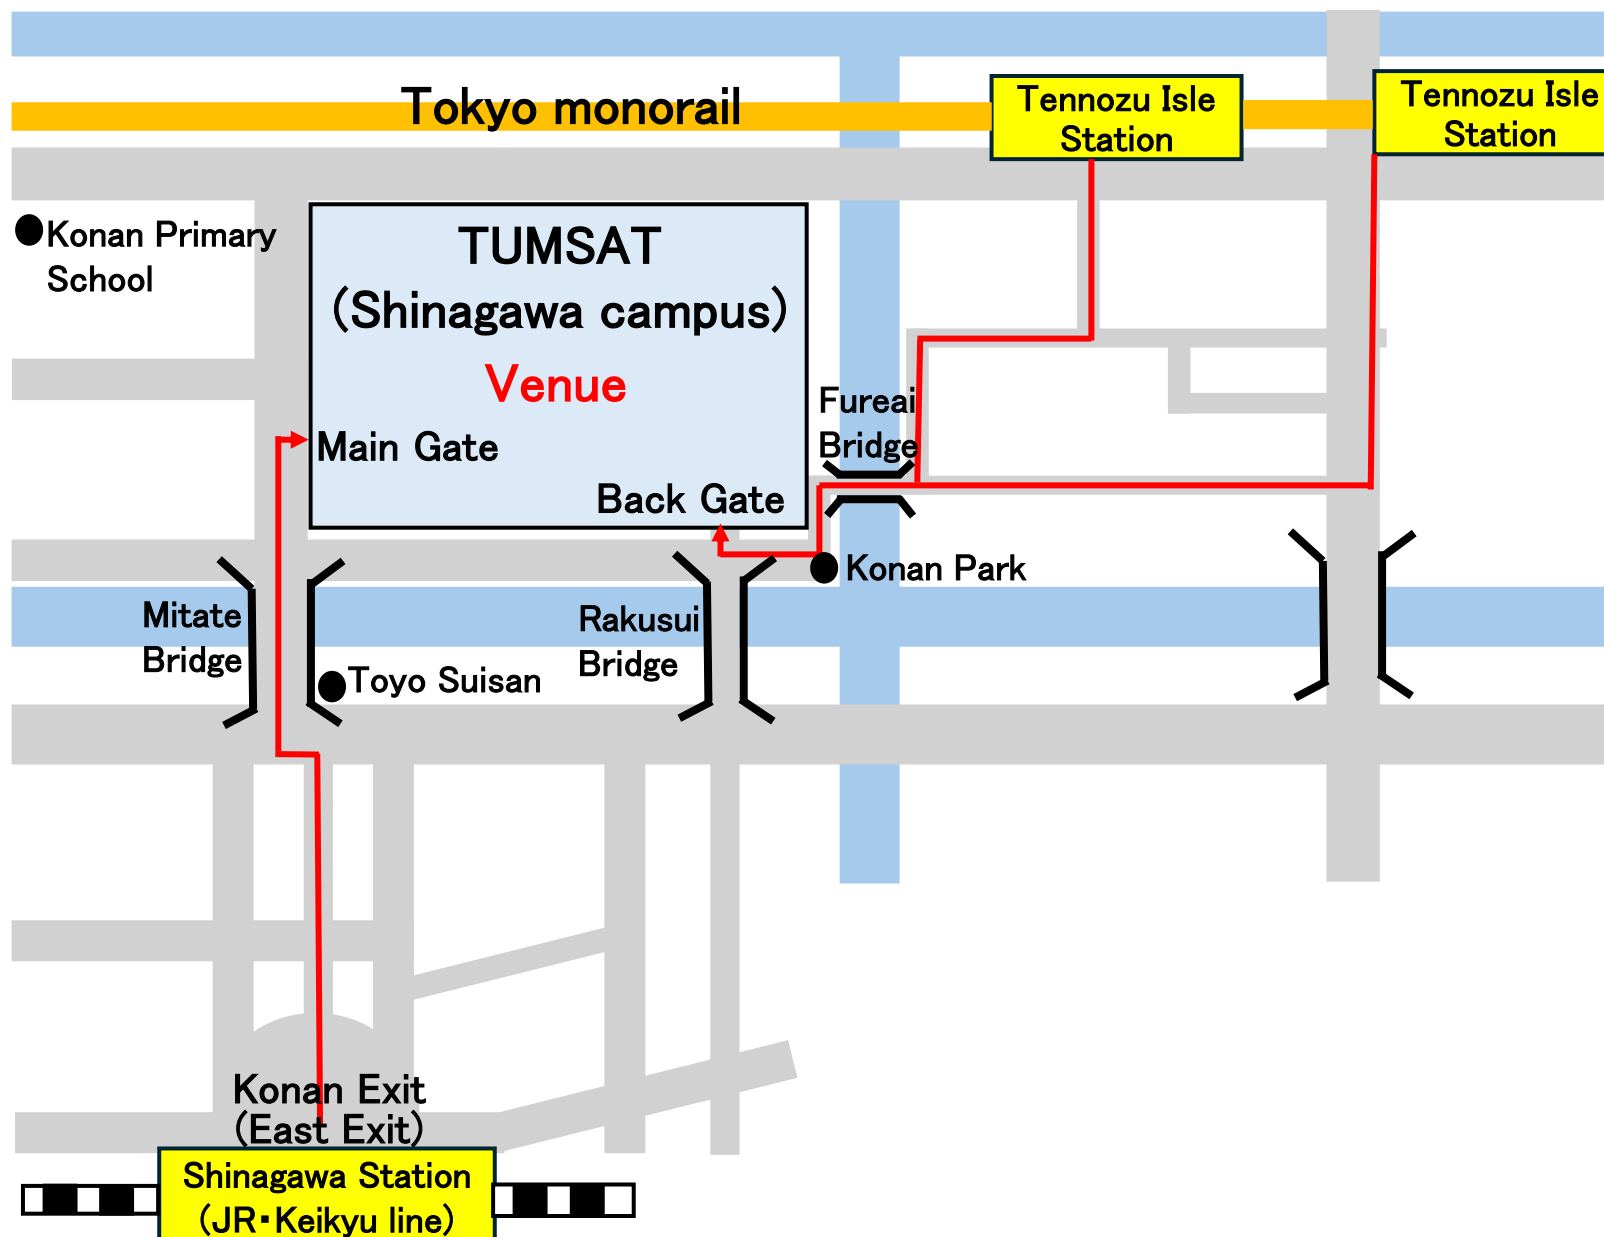 Tokyo monorail
Tennozu Isle
Station
Tennozu Isle
Station
Konan Primary
School
TUMSAT
(Shinagawa campus)
Venue
Main Gate
Back Gate
Fureai
Bridge
Konan Park
Mitate
Bridge
Rakusui
Bridge
Toyo Suisan
Konan Exit
(East Exit)
Shinagawa Station
(JR・Keikyu line)